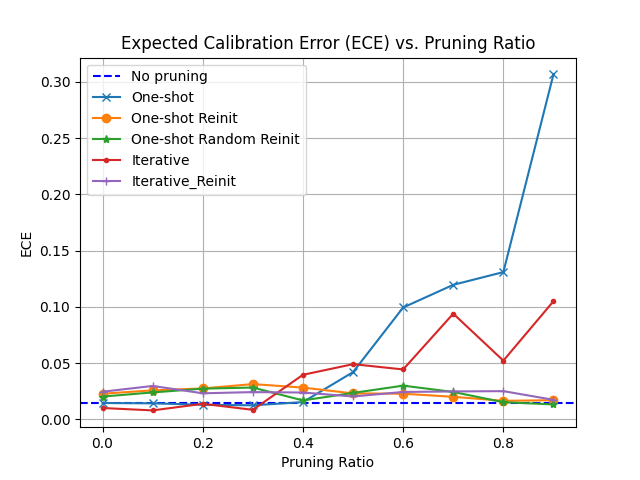 Expected Calibration Error (ECE) vs. Pruning Ratio
No pruning
One-shot
One-shot Reinit
One-shot Random Reinit
Iterative
Iterative_Reinit
0.30
0.25
0.20
0.15
0.10
0.05
0.00
ECE
0.0 0.2 0.4 0.6 0.8
Pruning Ratio